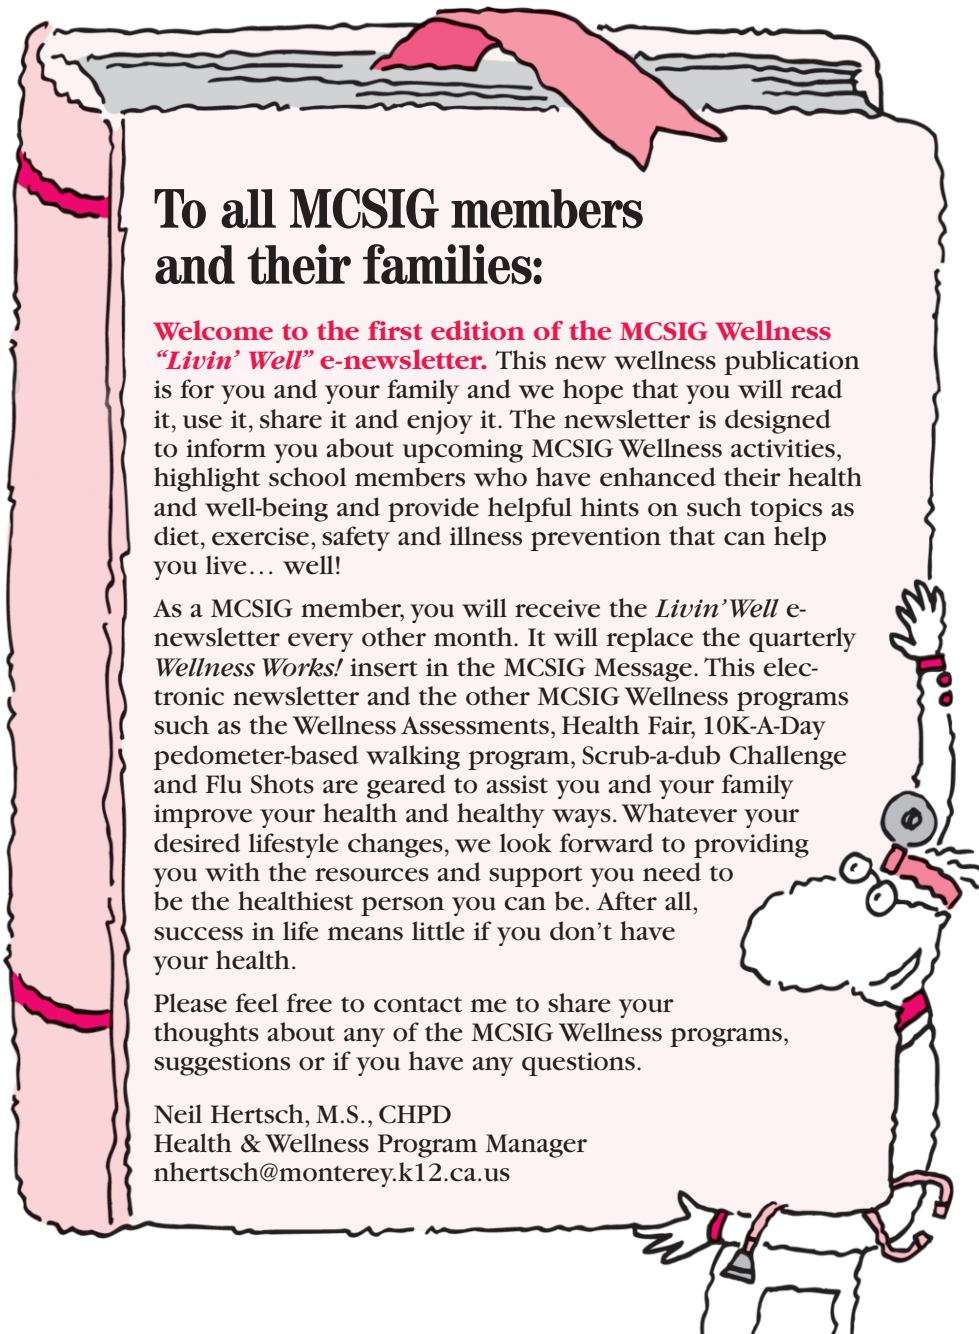 To all MCSIG members
and their families:
Welcome to the first edition of the MCSIG Wellness
“Livin’ Well” e-newsletter. This new wellness publication
is for you and your family and we hope that you will read
it, use it, share it and enjoy it. The newsletter is designed
to inform you about upcoming MCSIG Wellness activities,
highlight school members who have enhanced their health
and well-being and provide helpful hints on such topics as
diet, exercise, safety and illness prevention that can help
you live… well!
As a MCSIG member, you will receive the Livin’ Well e-
newsletter every other month. It will replace the quarterly
Wellness Works! insert in the MCSIG Message. This elec-
tronic newsletter and the other MCSIG Wellness programs
such as the Wellness Assessments, Health Fair, 10K-A-Day
pedometer-based walking program, Scrub-a-dub Challenge
and Flu Shots are geared to assist you and your family
improve your health and healthy ways. Whatever your
desired lifestyle changes, we look forward to providing
you with the resources and support you need to
be the healthiest person you can be. After all,
success in life means little if you don’t have
your health.
Please feel free to contact me to share your
thoughts about any of the MCSIG Wellness programs,
suggestions or if you have any questions.
Neil Hertsch, M.S., CHPD
Health & Wellness Program Manager
nhertsch@monterey.k12.ca.us